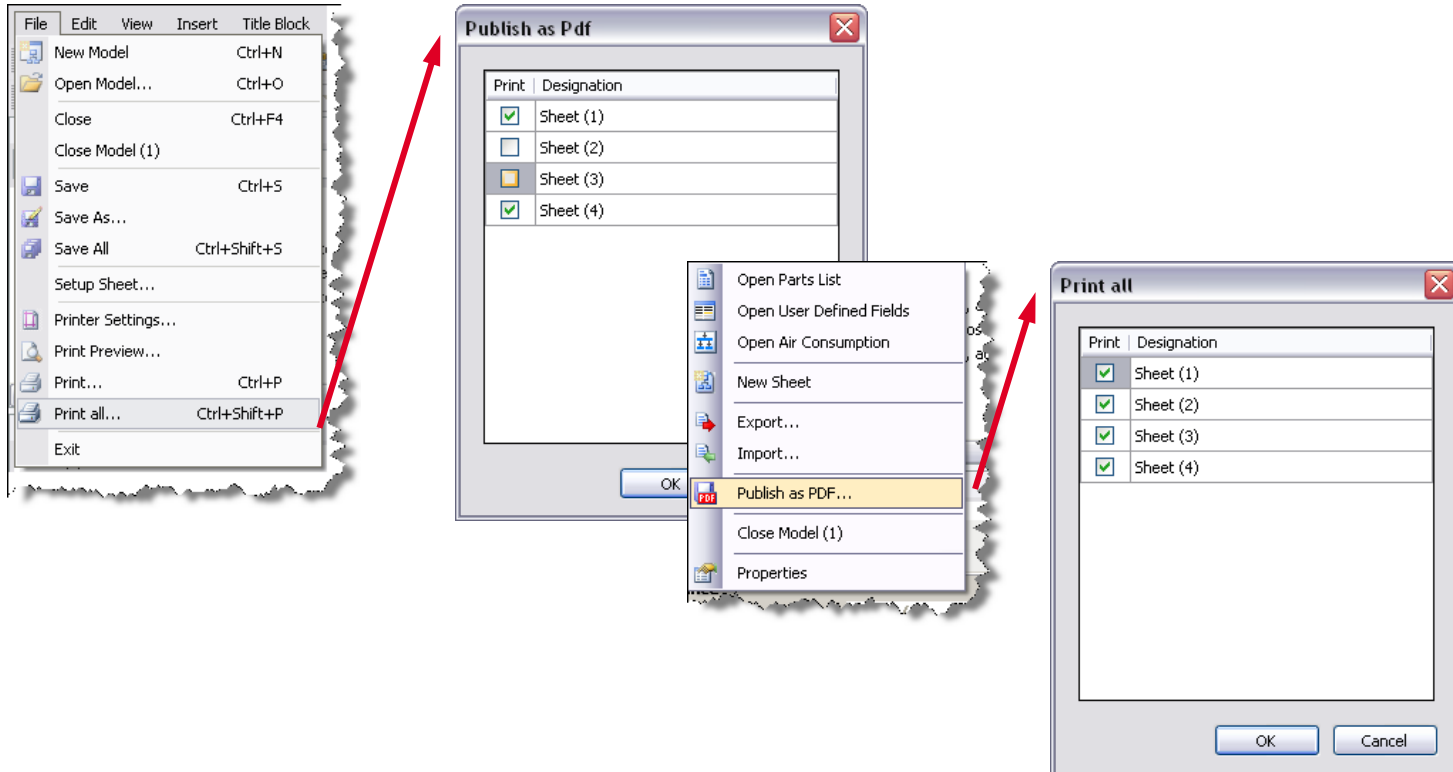 File Edit View Insert Title Block
New Model Ctrl+N
Open Model... Ctrl+O
Close Ctrl+F4
Close Model (1)
Save Ctrl+S
Save As...
Save All Ctrl+Shift+S
Setup Sheet...
Printer Settings...
Print Preview...
Print... Ctrl+P
Print all... Ctrl+Shift+P
Exit
Publish as Pdf
Print Designation
Sheet (1)
Sheet (2)
Sheet (3)
Sheet (4)
OK
Open Parts List
Open User Defined Fields
Open Air Consumption
New Sheet
Export...
Import...
PDF Publish as PDF...
Close Model (1)
Properties
Print all
Print Designation
Sheet (1)
Sheet (2)
Sheet (3)
Sheet (4)
OK Cancel